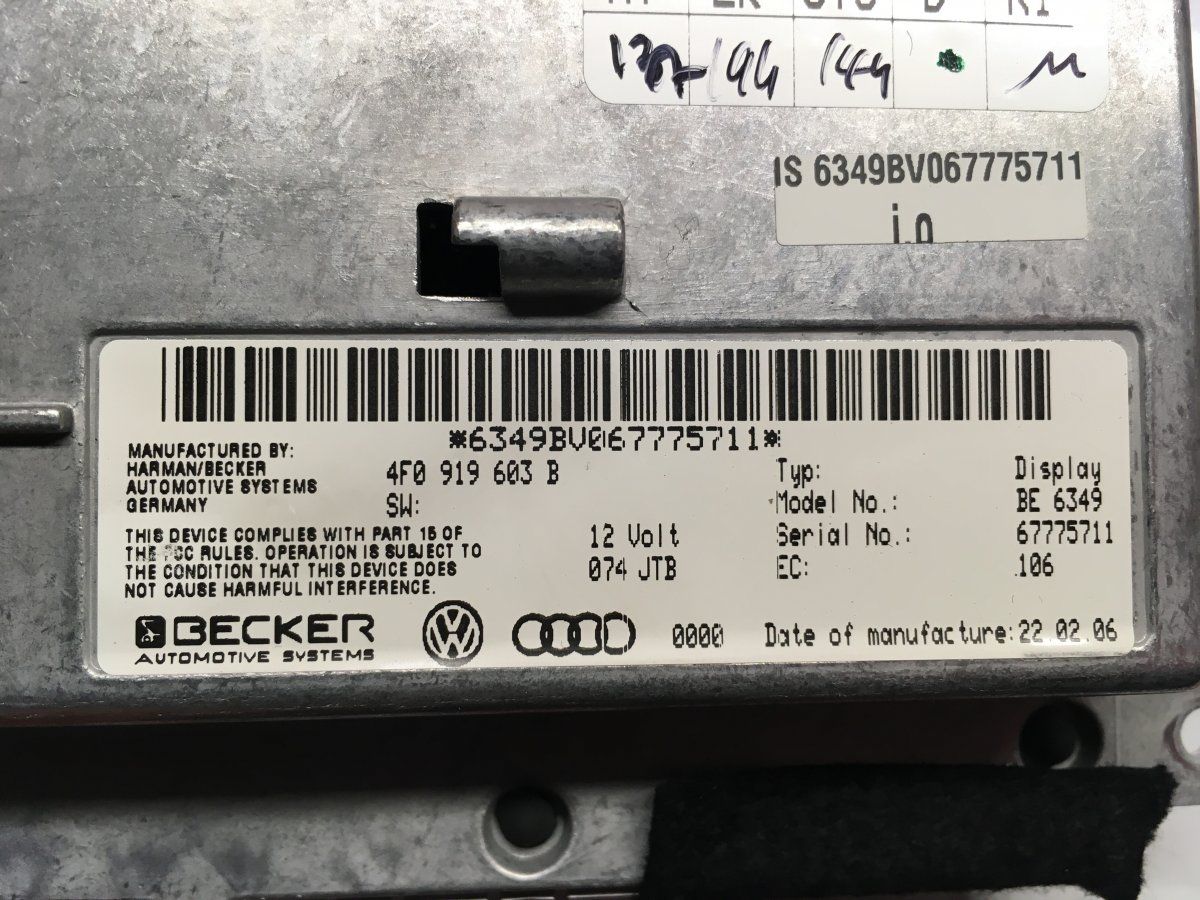 194
144
IS 6349BV067775711
i.o
*6349BV067775711*
MANUFACTURED BY:
HARMAN/BECKER
AUTOMOTIVE SYSTEMS
GERMANY
4F0 919 603 B
SW:
THIS DEVICE COMPLIES WITH PART 15 OF
THE FCC RULES. OPERATION IS SUBJECT TO
THE CONDITION THAT THIS DEVICE DOES
NOT CAUSE HARMFUL INTERFERENCE.
12 Volt
074 JTB
Typ: Display
Model No.: BE 6349
Serial No.: 67775711
EC: 106
BECKER
AUTOMOTIVE SYSTEMS
VW
0000
Date of manufacture: 22.02.06